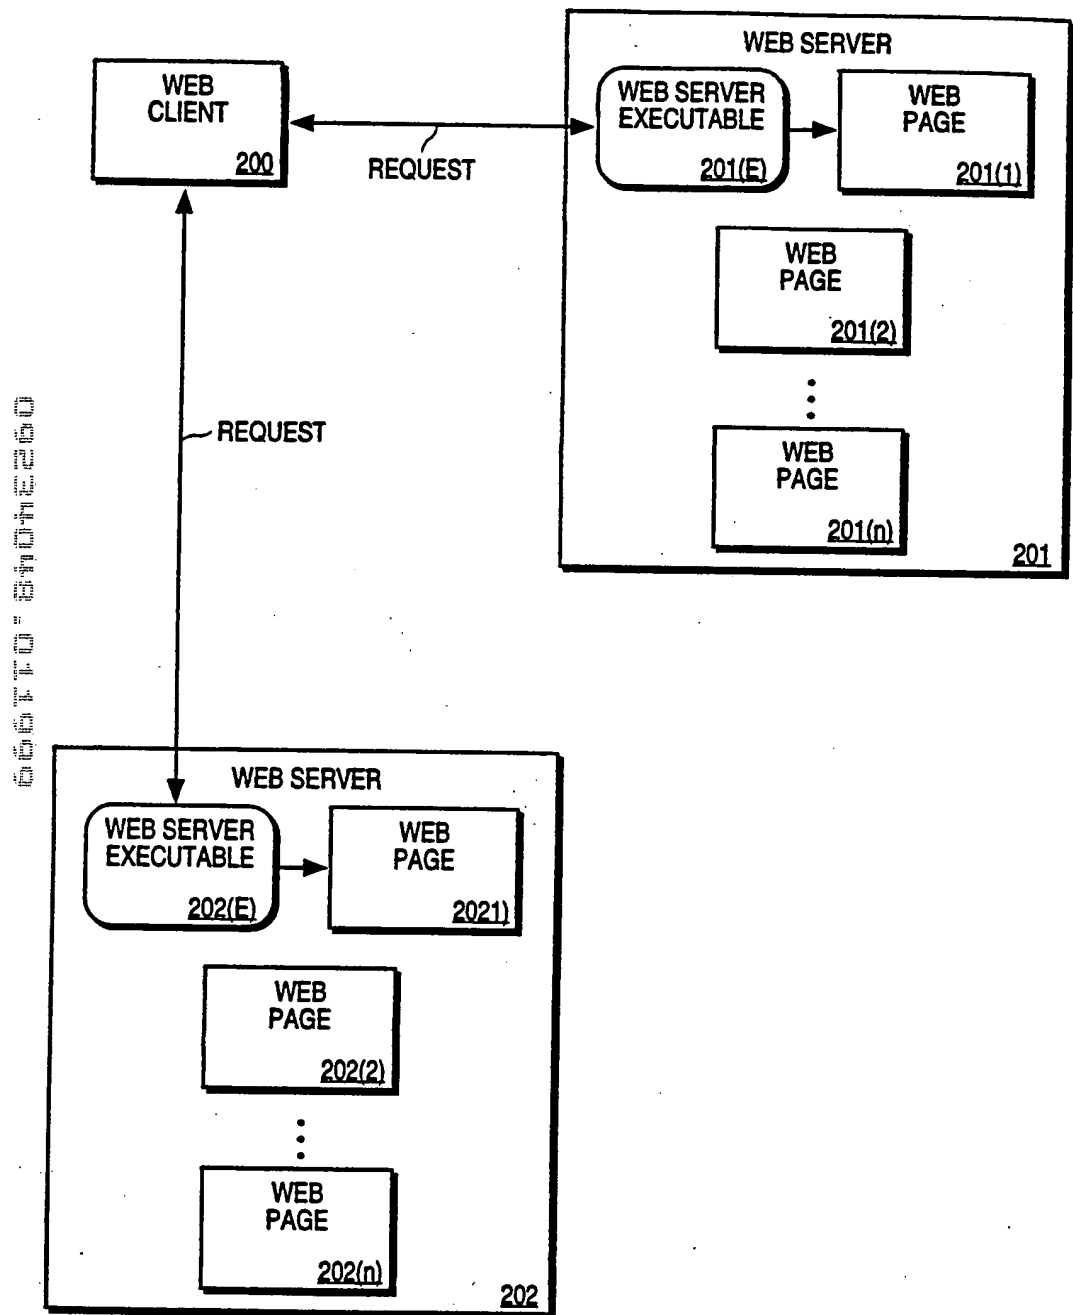 WEB
CLIENT
200
REQUEST
WEB SERVER
WEB SERVER
EXECUTABLE
201(E)
WEB
PAGE
201(1)
WEB
PAGE
201(2)
WEB
PAGE
201(n)
201
REQUEST
09234048.011999
WEB SERVER
WEB SERVER
EXECUTABLE
202(E)
WEB
PAGE
2021)
WEB
PAGE
202(2)
WEB
PAGE
202(n)
202